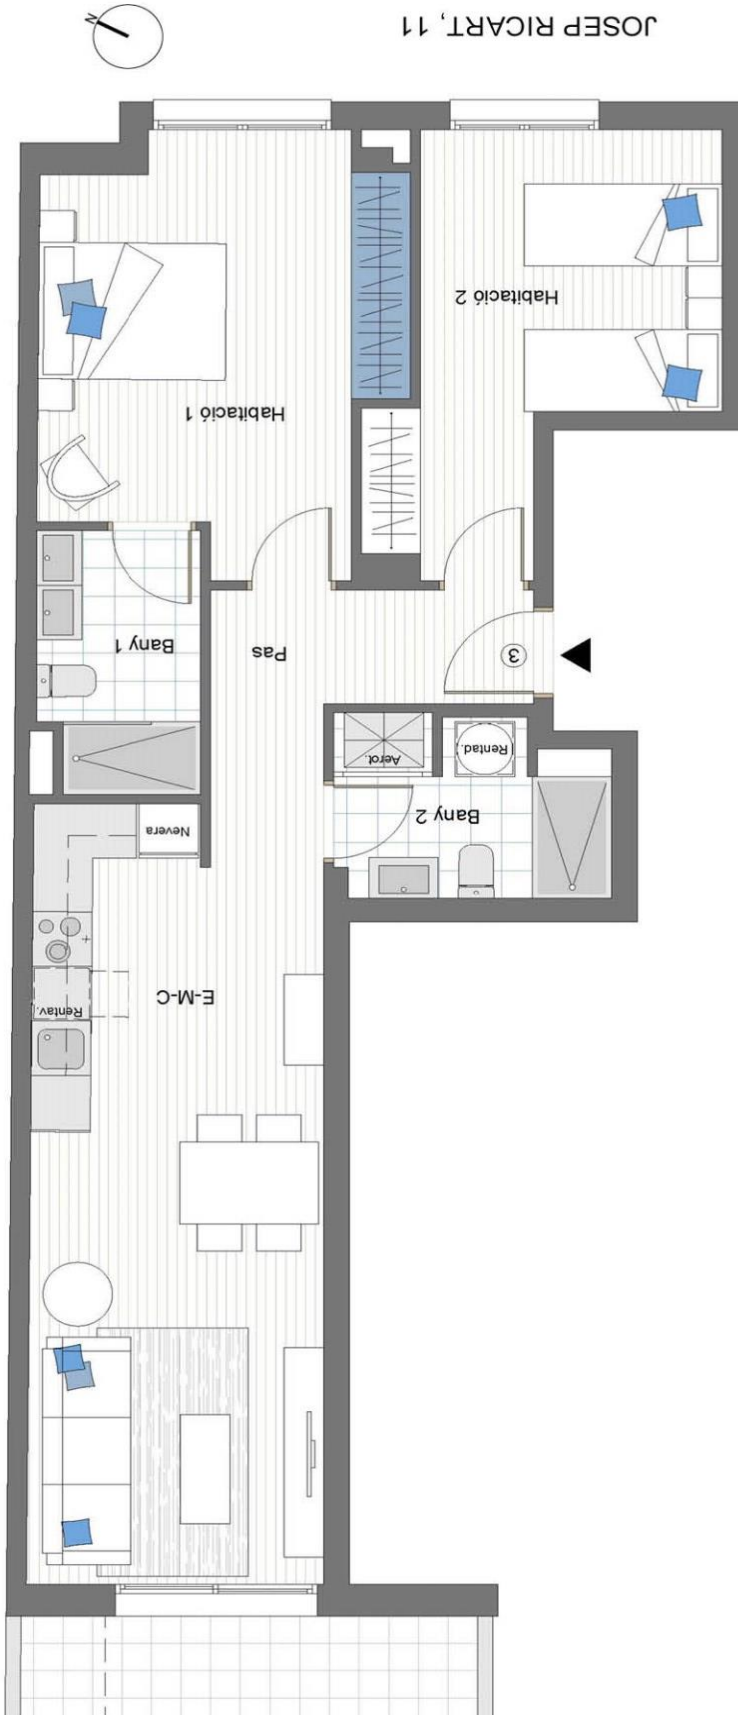 Rentav.
E-M-C
Nevera
Bany 2
Aerot.
Rentad.
3
Pas
Bany 1
Habitació 1
Habitació 2
JOSEP RICART, 11
N